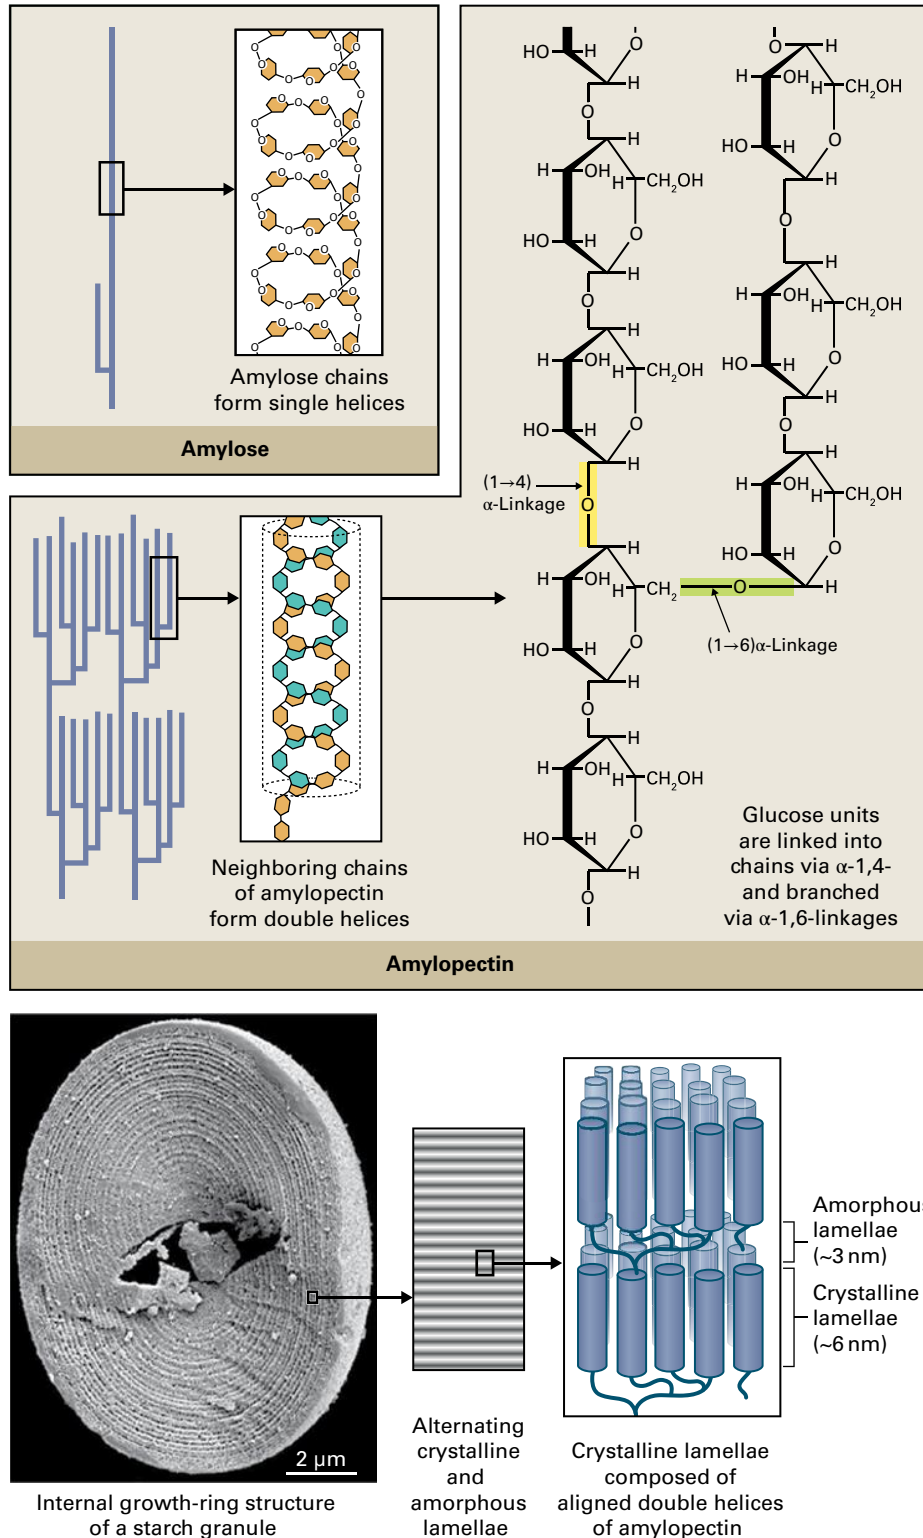 Amylose chains
form single helices
Amylose
(1→4)
α-Linkage
(1→6)α-Linkage
Neighboring chains
of amylopectin
form double helices
Glucose units
are linked into
chains via α-1,4-
and branched
via α-1,6-linkages
Amylopectin
HO
H
O
H
O
H
OH
H
CH₂OH
HO
H
O
H
O
H
OH
H
CH₂OH
HO
H
O
H
O
H
OH
H
CH₂
O
HO
H
O
H
O
H
OH
H
CH₂OH
HO
H
O
H
O
O
H
H
OH
H
CH₂OH
HO
H
O
H
O
H
H
OH
H
CH₂OH
HO
H
O
H
O
H
H
OH
H
CH₂OH
HO
H
O
H
2 µm
Internal growth-ring structure
of a starch granule
Alternating
crystalline
and
amorphous
lamellae
Amorphous
lamellae
(~3 nm)
Crystalline
lamellae
(~6 nm)
Crystalline lamellae
composed of
aligned double helices
of amylopectin